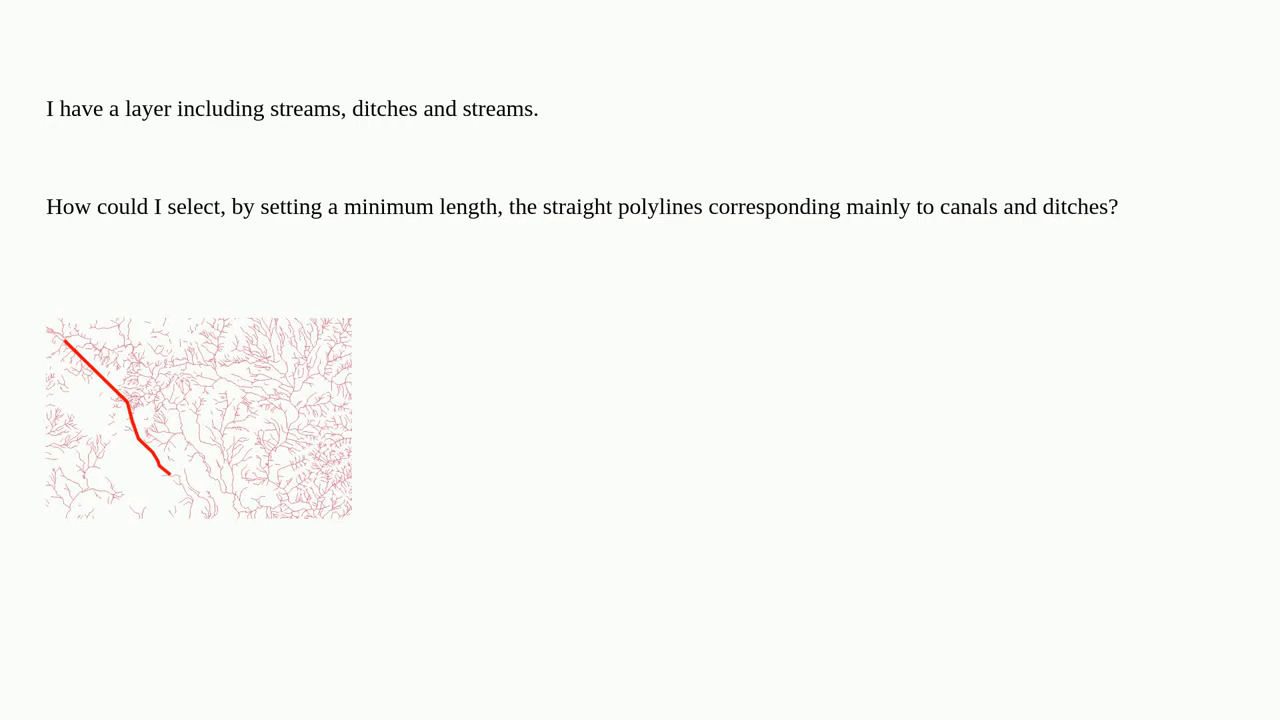 I have a layer including streams, ditches and streams.
How could I select, by setting a minimum length, the straight polylines corresponding mainly to canals and ditches?